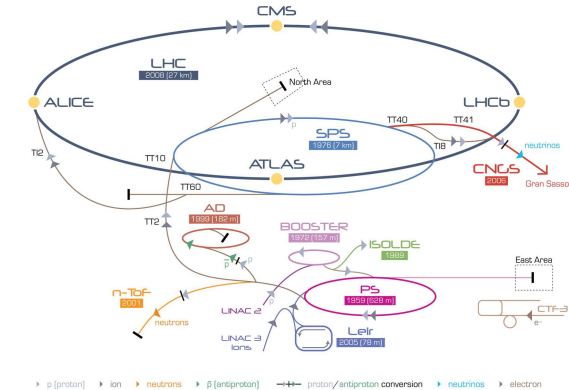 CMS
LHC
2008 (27 km)
North Area
ALICE
LHCb
TT40
TT41
SPS
1976 (7 km)
TI8
TI2
TT10
ATLAS
neutrinos
CNGS
2006
Gran Sasso
TT60
AD
1999 (182 m)
TT2
BOOSTER
1972 (157 m)
ISOLDE
1989
East Area
p
p
p̅
n-ToF
2001
PS
1959 (628 m)
LINAC 2
neutrons
CTF-3
e-
LINAC 3
Ions
Leir
2005 (78 m)
p (proton) ion neutrons p̅ (antiproton) proton/antiproton conversion neutrinos electron